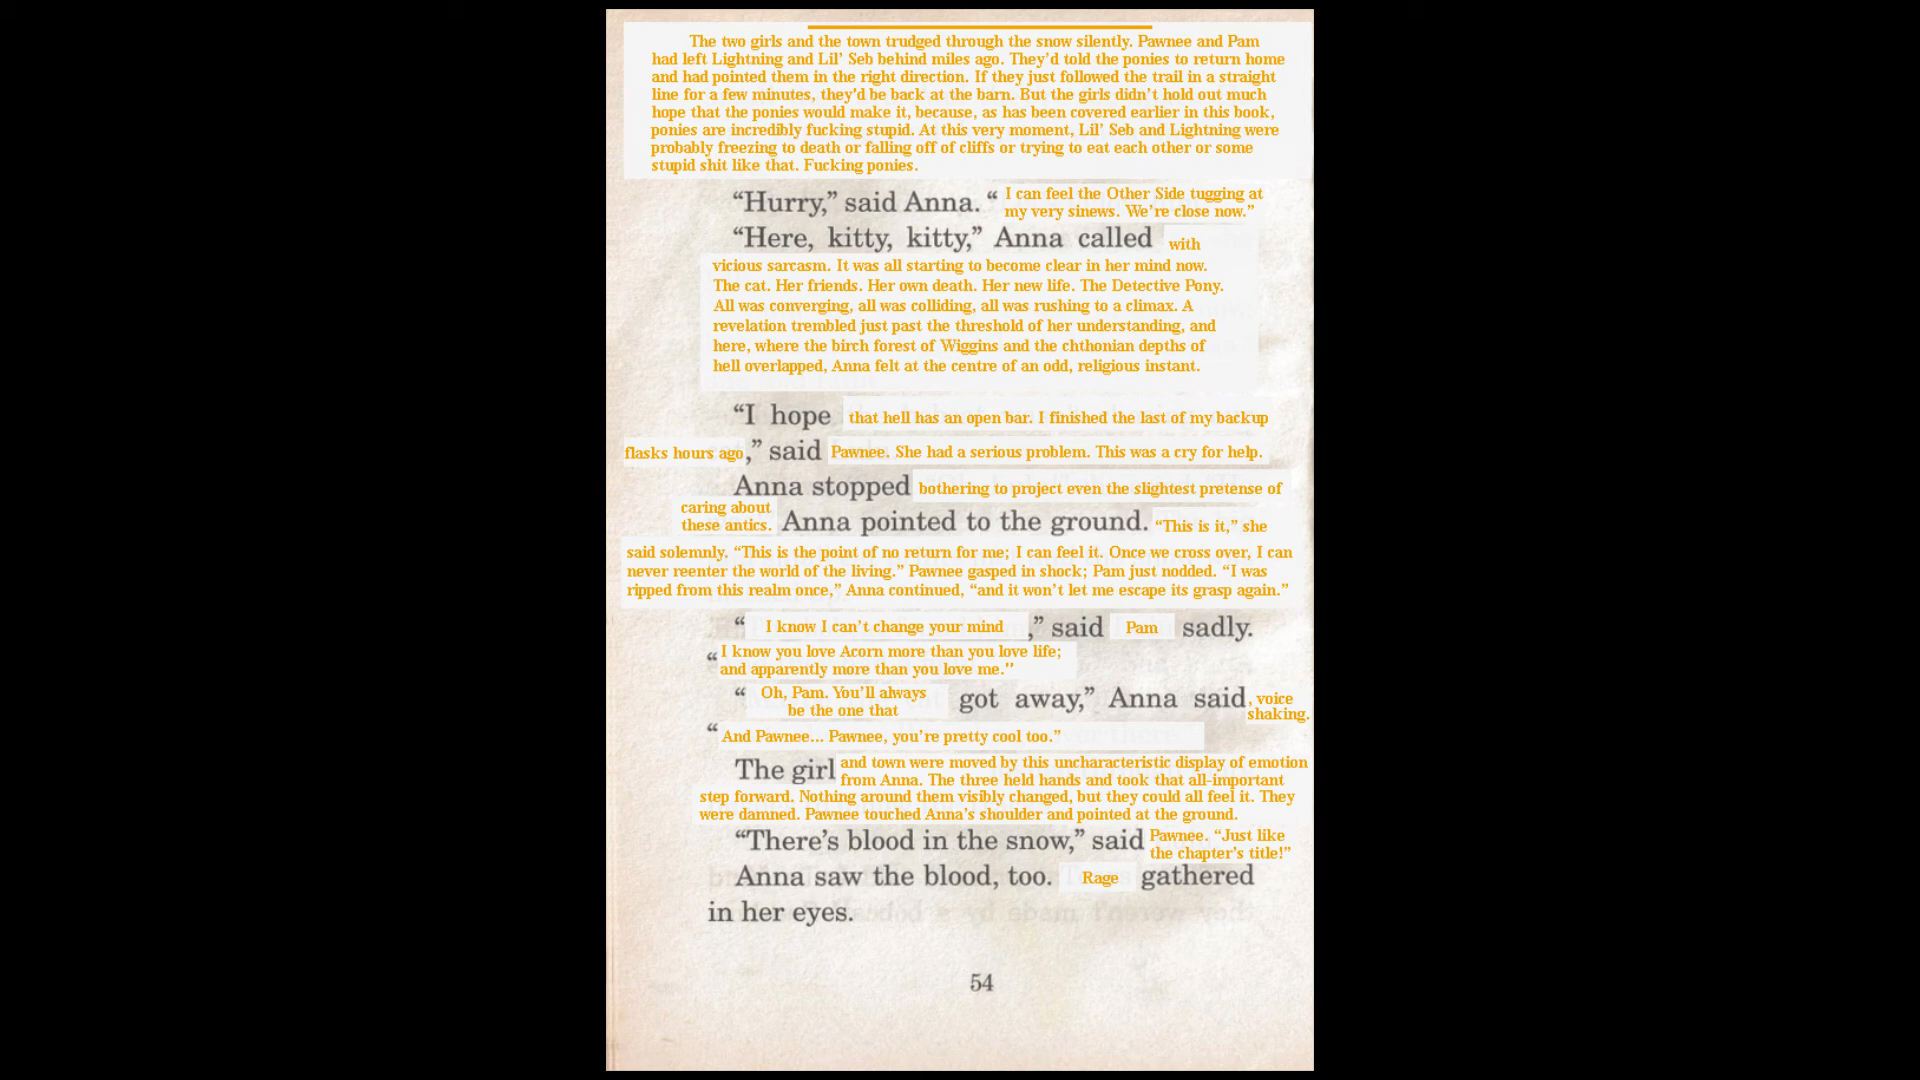 The two girls and the town trudged through the snow silently. Pawnee and Pam
had left Lightning and Lil’ Seb behind miles ago. They’d told the ponies to return home
and had pointed them in the right direction. If they just followed the trail in a straight
line for a few minutes, they'd be back at the barn. But the girls didn’t hold out much
hope that the ponies would make it, because, as has been covered earlier in this book,
ponies are incredibly fucking stupid. At this very moment, Lil’ Seb and Lightning were
probably freezing to death or falling off of cliffs or trying to eat each other or some
stupid shit like that. Fucking ponies.
“Hurry,” said Anna. “ I can feel the Other Side tugging at
my very sinews. We’re close now.”
“Here, kitty, kitty,” Anna called with
vicious sarcasm. It was all starting to become clear in her mind now.
The cat. Her friends. Her own death. Her new life. The Detective Pony.
All was converging, all was colliding, all was rushing to a climax. A
revelation trembled just past the threshold of her understanding, and
here, where the birch forest of Wiggins and the chthonian depths of
hell overlapped, Anna felt at the centre of an odd, religious instant.
“I hope that hell has an open bar. I finished the last of my backup
flasks hours ago,” said Pawnee. She had a serious problem. This was a cry for help.
Anna stopped bothering to project even the slightest pretense of
caring about
these antics. Anna pointed to the ground. “This is it,” she
said solemnly. “This is the point of no return for me; I can feel it. Once we cross over, I can
never reenter the world of the living.” Pawnee gasped in shock; Pam just nodded. “I was
ripped from this realm once,” Anna continued, “and it won’t let me escape its grasp again.”
“ I know I can’t change your mind ,” said Pam sadly.
“ I know you love Acorn more than you love life;
and apparently more than you love me."
“ Oh, Pam. You’ll always
be the one that got away,” Anna said, voice
shaking.
“ And Pawnee... Pawnee, you’re pretty cool too.”
The girl and town were moved by this uncharacteristic display of emotion
from Anna. The three held hands and took that all-important
step forward. Nothing around them visibly changed, but they could all feel it. They
were damned. Pawnee touched Anna’s shoulder and pointed at the ground.
“There’s blood in the snow,” said Pawnee. “Just like
the chapter’s title!”
Anna saw the blood, too. Rage gathered
in her eyes.
54